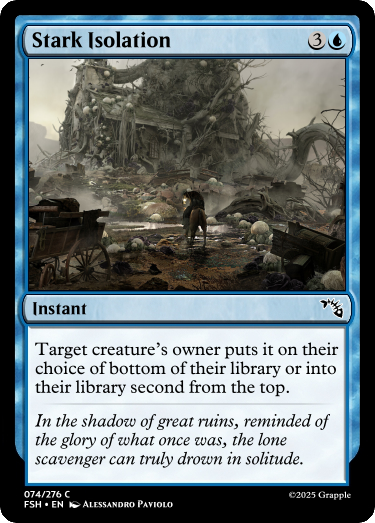 Stark Isolation 3
Instant
Target creature's owner puts it on their
choice of bottom of their library or into
their library second from the top.
In the shadow of great ruins, reminded of
the glory of what once was, the lone
scavenger can truly drown in solitude.
074/276 C
FSH • EN Alessandro Paviolo
©2025 Grapple